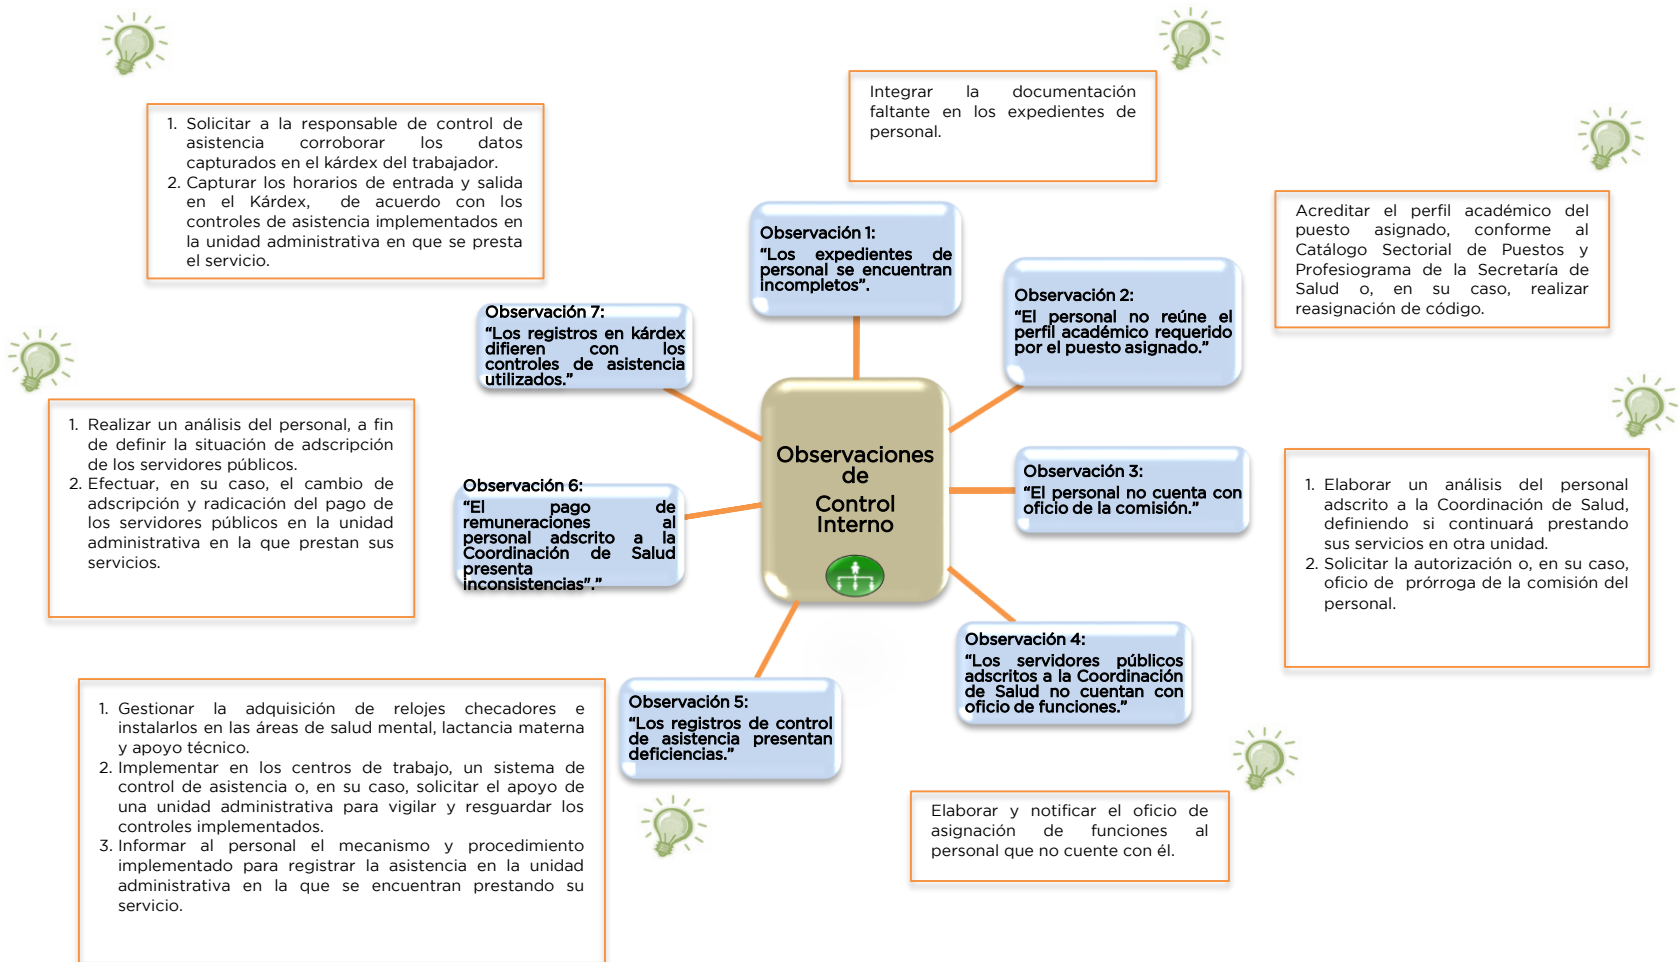 Integrar la documentación
faltante en los expedientes de
personal.
1. Solicitar a la responsable de control de
asistencia corroborar los datos
capturados en el kárdex del trabajador.
2. Capturar los horarios de entrada y salida
en el Kárdex, de acuerdo con los
controles de asistencia implementados en
la unidad administrativa en que se presta
el servicio.
Acreditar el perfil académico del
puesto asignado, conforme al
Catálogo Sectorial de Puestos y
Profesiograma de la Secretaría de
Salud o, en su caso, realizar
reasignación de código.
Observación 1:
“Los expedientes de
personal se encuentran
incompletos”.
Observación 2:
“El personal no reúne el
perfil académico requerido
por el puesto asignado.”
Observación 7:
“Los registros en kárdex
difieren con los
controles de asistencia
utilizados.”
1. Realizar un análisis del personal, a fin
de definir la situación de adscripción
de los servidores públicos.
2. Efectuar, en su caso, el cambio de
adscripción y radicación del pago de
los servidores públicos en la unidad
administrativa en la que prestan sus
servicios.
Observaciones
de
Control
Interno
Observación 3:
“El personal no cuenta con
oficio de la comisión.”
1. Elaborar un análisis del personal
adscrito a la Coordinación de Salud,
definiendo si continuará prestando
sus servicios en otra unidad.
2. Solicitar la autorización o, en su caso,
oficio de prórroga de la comisión del
personal.
Observación 6:
“El pago de
remuneraciones al
personal adscrito a la
Coordinación de Salud
presenta
inconsistencias”.”
Observación 4:
“Los servidores públicos
adscritos a la Coordinación
de Salud no cuentan con
oficio de funciones.”
Observación 5:
“Los registros de control
de asistencia presentan
deficiencias.”
1. Gestionar la adquisición de relojes checadores e
instalarlos en las áreas de salud mental, lactancia materna
y apoyo técnico.
2. Implementar en los centros de trabajo, un sistema de
control de asistencia o, en su caso, solicitar el apoyo de
una unidad administrativa para vigilar y resguardar los
controles implementados.
3. Informar al personal el mecanismo y procedimiento
implementado para registrar la asistencia en la unidad
administrativa en la que se encuentran prestando su
servicio.
Elaborar y notificar el oficio de
asignación de funciones al
personal que no cuente con él.